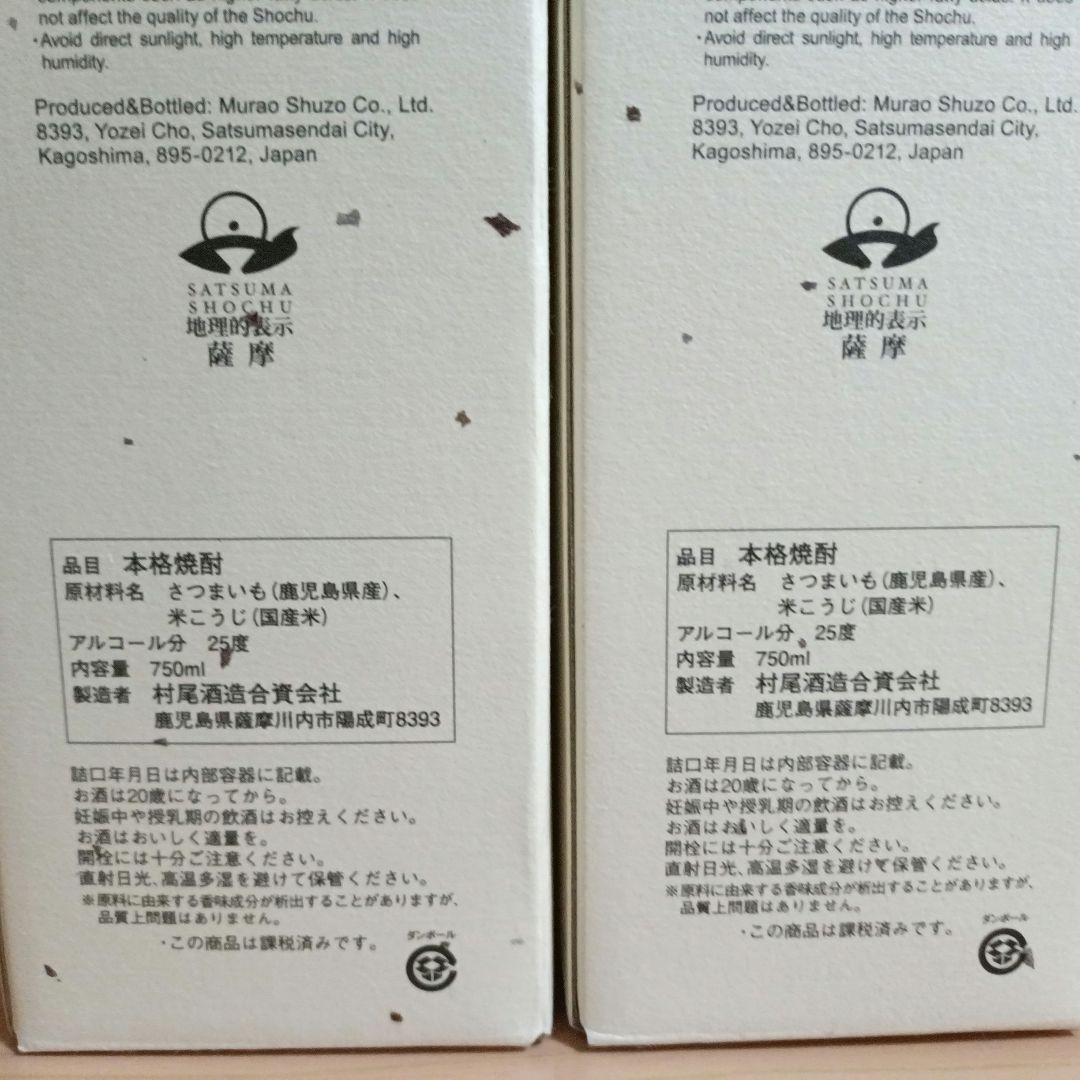 not affect the quality of the Shochu.
・Avoid direct sunlight, high temperature and high
humidity.
Produced&Bottled: Murao Shuzo Co., Ltd.
8393, Yozei Cho, Satsumasendai City,
Kagoshima, 895-0212, Japan
SATSUMA
SHOCHU
地理的表示
薩摩
品目 本格焼酎
原材料名 さつまいも(鹿児島県産)、
米こうじ(国産米)
アルコール分 25度
内容量 750ml
製造者 村尾酒造合資会社
鹿児島県薩摩川内市陽成町8393
詰口年月日は内部容器に記載。
お酒は20歳になってから。
妊娠中や授乳期の飲酒はお控えください。
お酒はおいしく適量を。
開栓には十分ご注意ください。
直射日光、高温多湿を避けて保管ください。
※原料に由来する香味成分が析出することがありますが、
品質上問題はありません。
・この商品は課税済みです。
ダンボール
not affect the quality of the Shochu.
・Avoid direct sunlight, high temperature and high
humidity.
Produced&Bottled: Murao Shuzo Co., Ltd.
8393, Yozei Cho, Satsumasendai City,
Kagoshima, 895-0212, Japan
SATSUMA
SHOCHU
地理的表示
薩摩
品目 本格焼酎
原材料名 さつまいも(鹿児島県産)、
米こうじ(国産米)
アルコール分 25度
内容量 750ml
製造者 村尾酒造合資会社
鹿児島県薩摩川内市陽成町8393
詰口年月日は内部容器に記載。
お酒は20歳になってから。
妊娠中や授乳期の飲酒はお控えください。
お酒はおいしく適量を。
開栓には十分ご注意ください。
直射日光、高温多湿を避けて保管ください。
※原料に由来する香味成分が析出することがありますが、
品質上問題はありません。
・この商品は課税済みです。
ダンボール